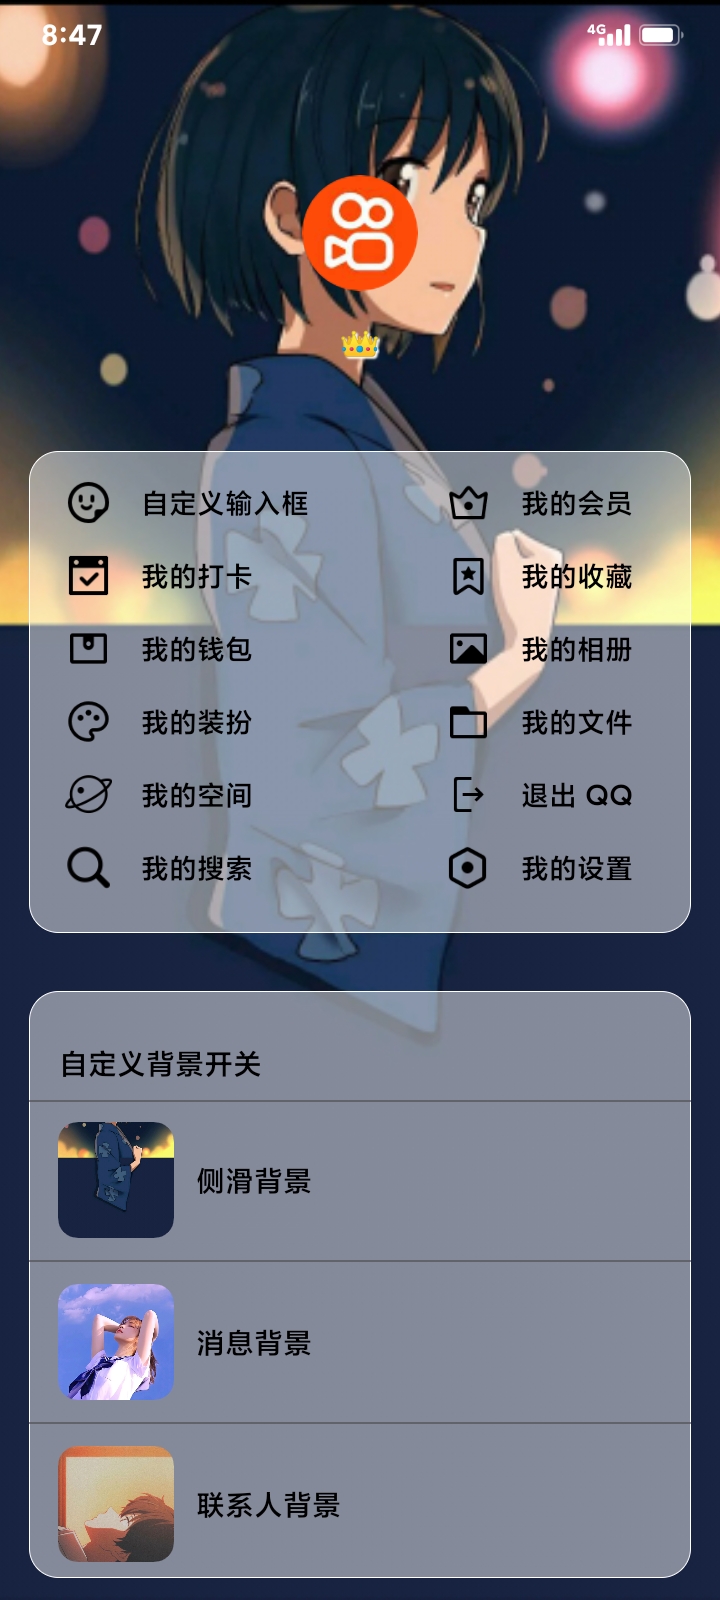 8:47
4G
自定义输入框
我的会员
我的打卡
我的收藏
我的钱包
我的相册
我的装扮
我的文件
我的空间
退出 QQ
我的搜索
我的设置
自定义背景开关
侧滑背景
消息背景
联系人背景